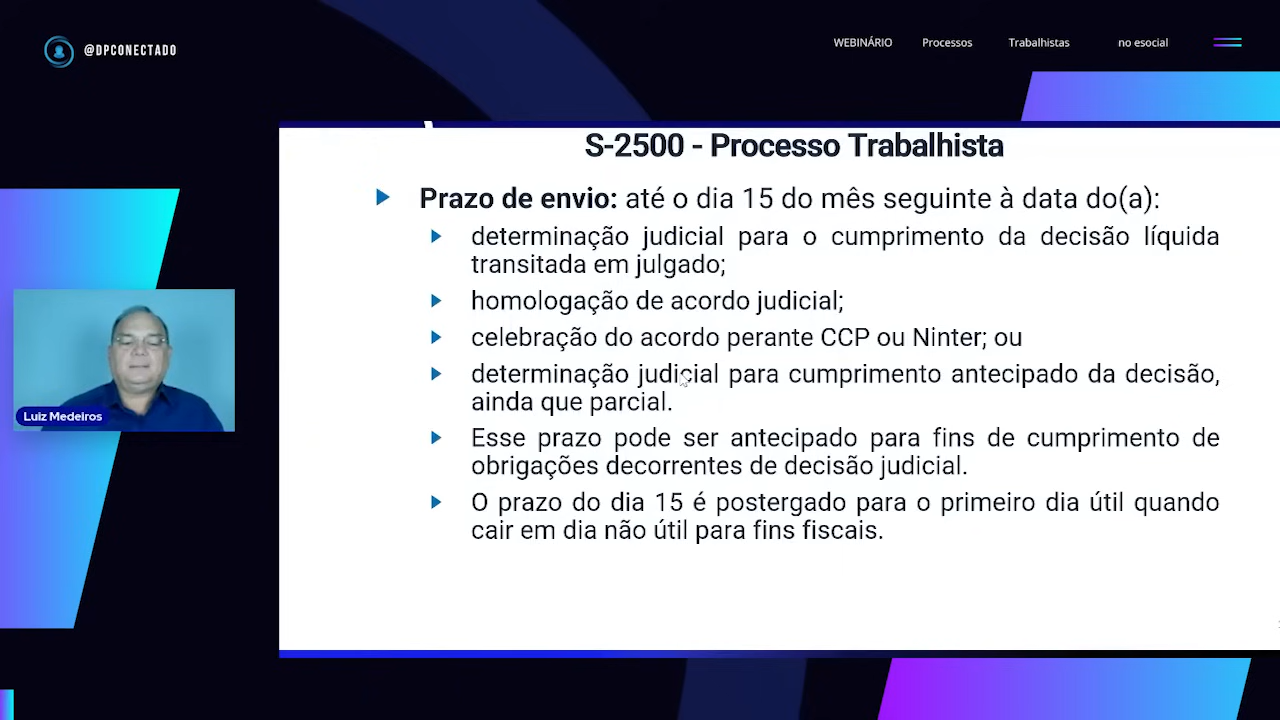 @DPCONECTADO
WEBINÁRIO Processos Trabalhistas no esocial
S-2500 - Processo Trabalhista
Prazo de envio: até o dia 15 do mês seguinte à data do(a):
determinação judicial para o cumprimento da decisão líquida
transitada em julgado;
homologação de acordo judicial;
celebração do acordo perante CCP ou Ninter; ou
determinação judicial para cumprimento antecipado da decisão,
ainda que parcial.
Esse prazo pode ser antecipado para fins de cumprimento de
obrigações decorrentes de decisão judicial.
O prazo do dia 15 é postergado para o primeiro dia útil quando
cair em dia não útil para fins fiscais.
Luiz Medeiros